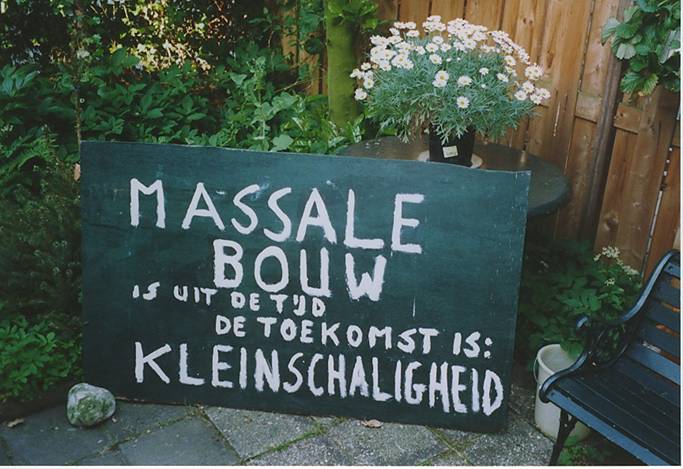 MASSALE
BOUW
IS UIT DE TIJD
DE TOEKOMST IS:
KLEINSCHALIGHEID